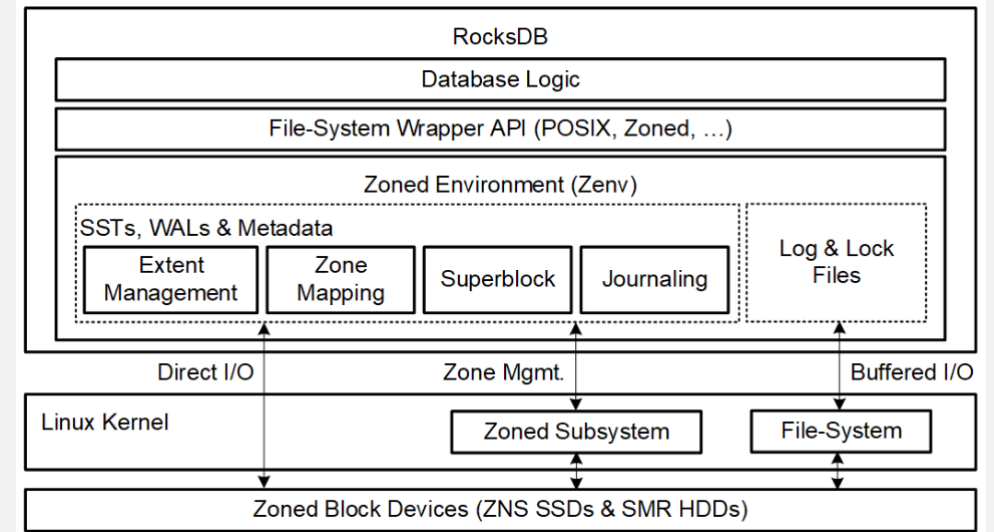 RocksDB
Database Logic
File-System Wrapper API (POSIX, Zoned, …)
Zoned Environment (Zenv)
SSTs, WALs & Metadata
Extent
Management
Zone
Mapping
Superblock
Journaling
Log & Lock
Files
Direct I/O
Zone Mgmt.
Buffered I/O
Linux Kernel
Zoned Subsystem
File-System
Zoned Block Devices (ZNS SSDs & SMR HDDs)